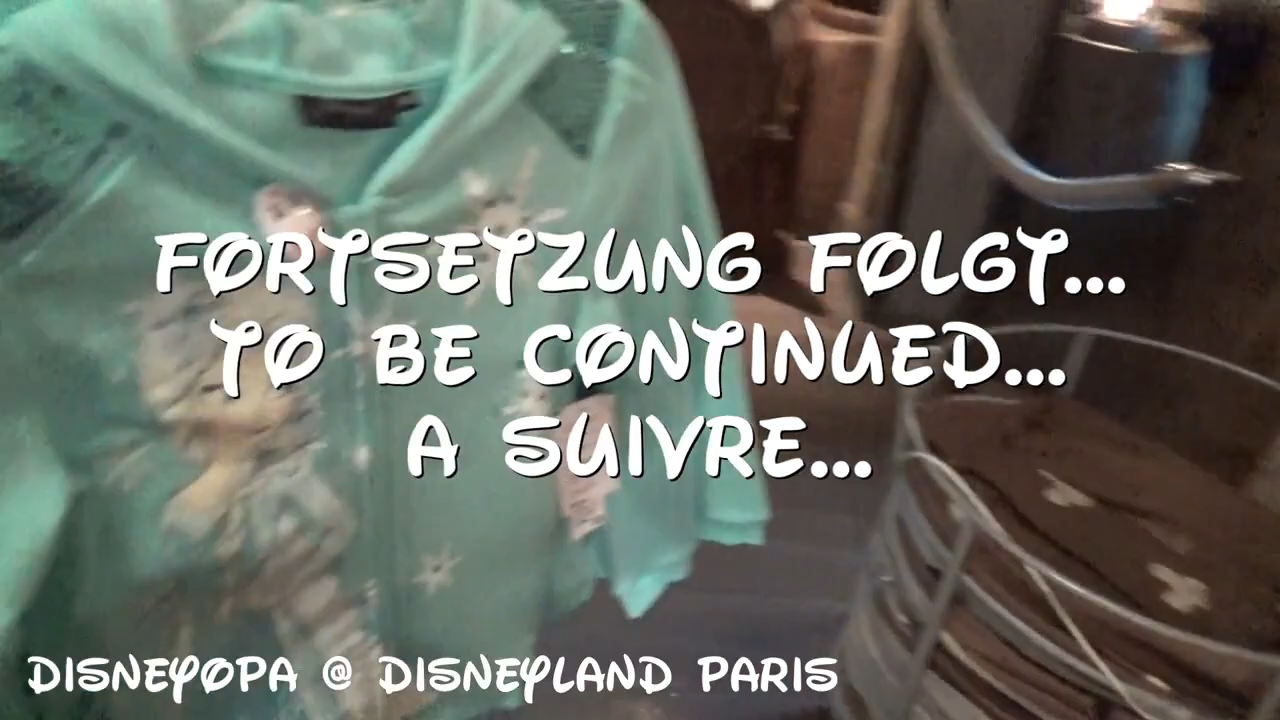 FORTSETZUNG FOLGT...
TO BE CONTINUED...
A SUIVRE...
DISNEYOPA @ DISNEYLAND PARIS